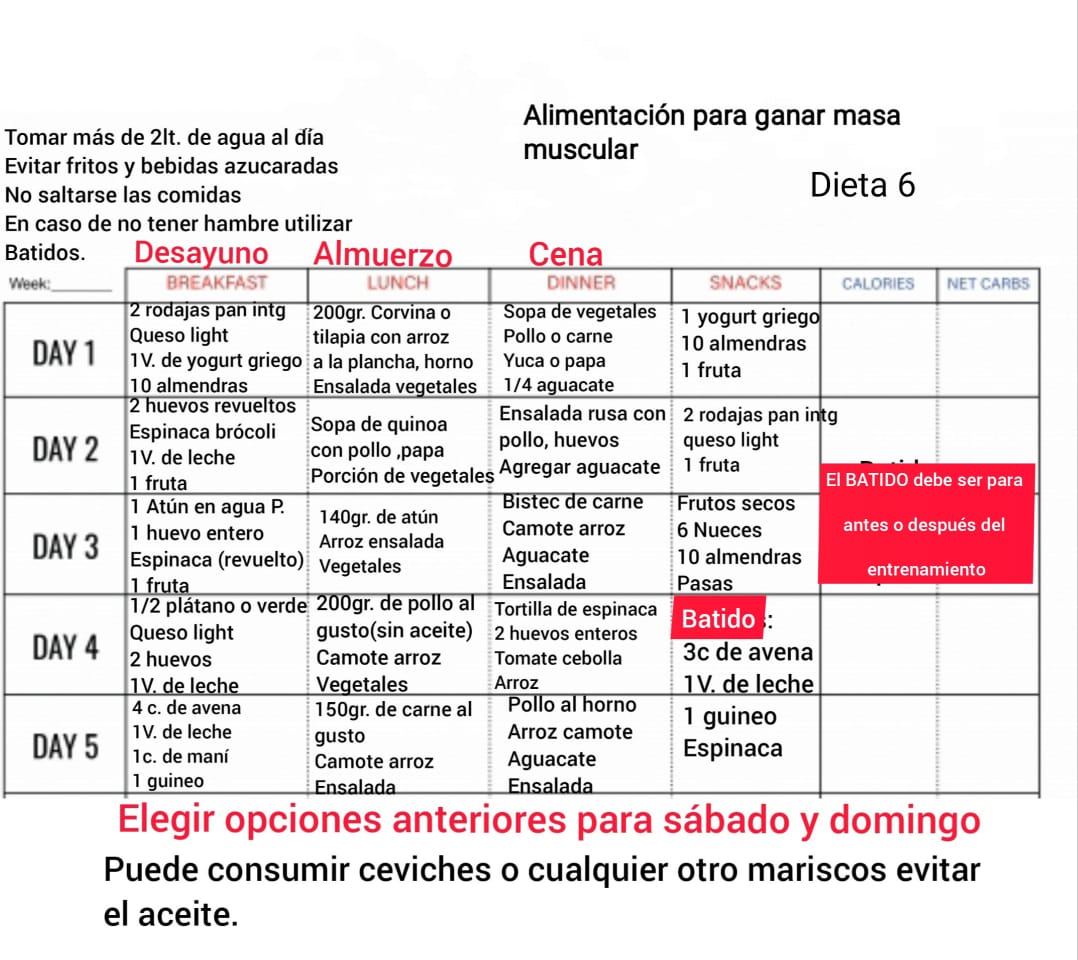 Alimentación para ganar masa
muscular
Dieta 6
Tomar más de 2lt. de agua al día
Evitar fritos y bebidas azucaradas
No saltarse las comidas
En caso de no tener hambre utilizar
Batidos.
Desayuno
Almuerzo
Cena
Week:
BREAKFAST
LUNCH
DINNER
SNACKS
CALORIES
NET CARBS
DAY 1
2 rodajas pan intg
Queso light
1V. de yogurt griego
10 almendras
200gr. Corvina o
tilapia con arroz
a la plancha, horno
Ensalada vegetales
Sopa de vegetales
Pollo o carne
Yuca o papa
1/4 aguacate
1 yogurt griego
10 almendras
1 fruta
DAY 2
2 huevos revueltos
Espinaca brócoli
1V. de leche
1 fruta
Sopa de quinoa
con pollo ,papa
Porción de vegetales
Ensalada rusa con
pollo, huevos
Agregar aguacate
2 rodajas pan intg
queso light
1 fruta
El BATIDO debe ser para
antes o después del
entrenamiento
DAY 3
1 Atún en agua P.
1 huevo entero
Espinaca (revuelto)
1 fruta
140gr. de atún
Arroz ensalada
Vegetales
Bistec de carne
Camote arroz
Aguacate
Ensalada
Frutos secos
6 Nueces
10 almendras
Pasas
DAY 4
1/2 plátano o verde
Queso light
2 huevos
1V. de leche
200gr. de pollo al
gusto(sin aceite)
Camote arroz
Vegetales
Tortilla de espinaca
2 huevos enteros
Tomate cebolla
Arroz
Batido :
3c de avena
1V. de leche
1 guineo
Espinaca
DAY 5
4 c. de avena
1V. de leche
1c. de maní
1 guineo
150gr. de carne al
gusto
Camote arroz
Ensalada
Pollo al horno
Arroz camote
Aguacate
Ensalada
Elegir opciones anteriores para sábado y domingo
Puede consumir ceviches o cualquier otro mariscos evitar
el aceite.